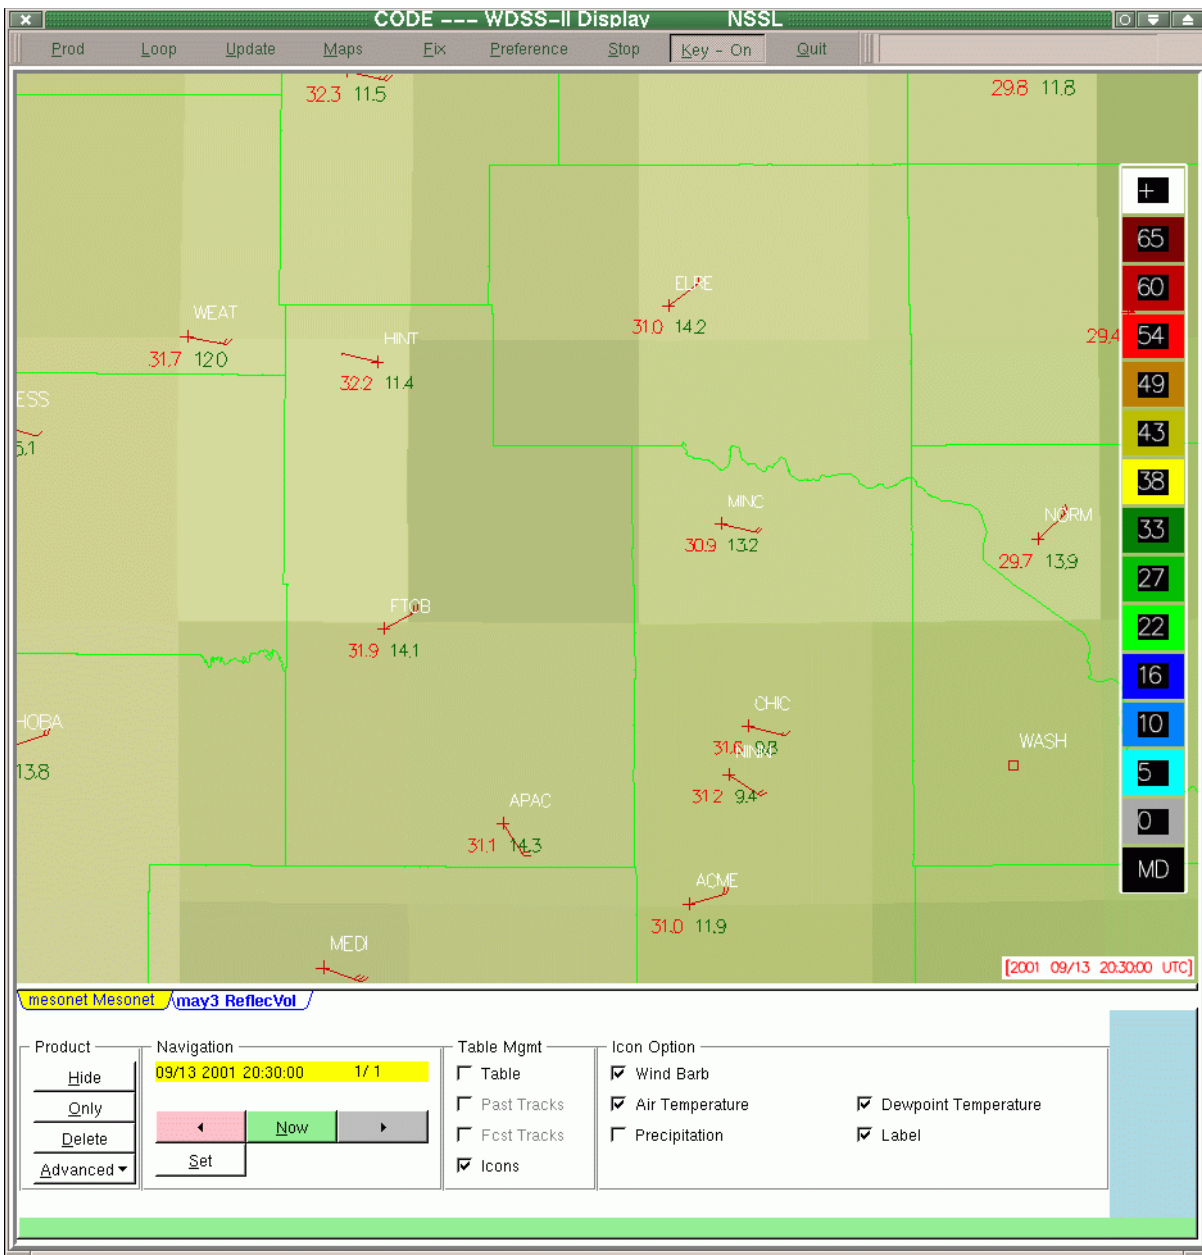 CODE --- WDSS-II Display NSSL
Prod Loop Update Maps Fix Preference Stop Key - On Quit
32.3 11.5
29.8 11.8
+
65
60
54
49
43
38
33
27
22
16
10
5
0
MD
ELRE
31.0 14.2
WEAT
31.7 12.0
HINT
32.2 11.4
29.4
ESS
5.1
MINC
30.9 13.2
NORM
29.7 13.9
FTCB
31.9 14.1
HOBA
13.8
CHIC
31.6
NINN
31.2 9.4
WASH
APAC
31.1 14.3
ACME
31.0 11.9
MEDI
[2001 09/13 20:30:00 UTC]
mesonet Mesonet may3 ReflecVol
Product
Hide
Only
Delete
Advanced
Navigation
09/13 2001 20:30:00 1/ 1
Now
Set
Table Mgmt
Table
Past Tracks
Fcst Tracks
Icons
Icon Option
Wind Barb
Air Temperature Dewpoint Temperature
Precipitation Label